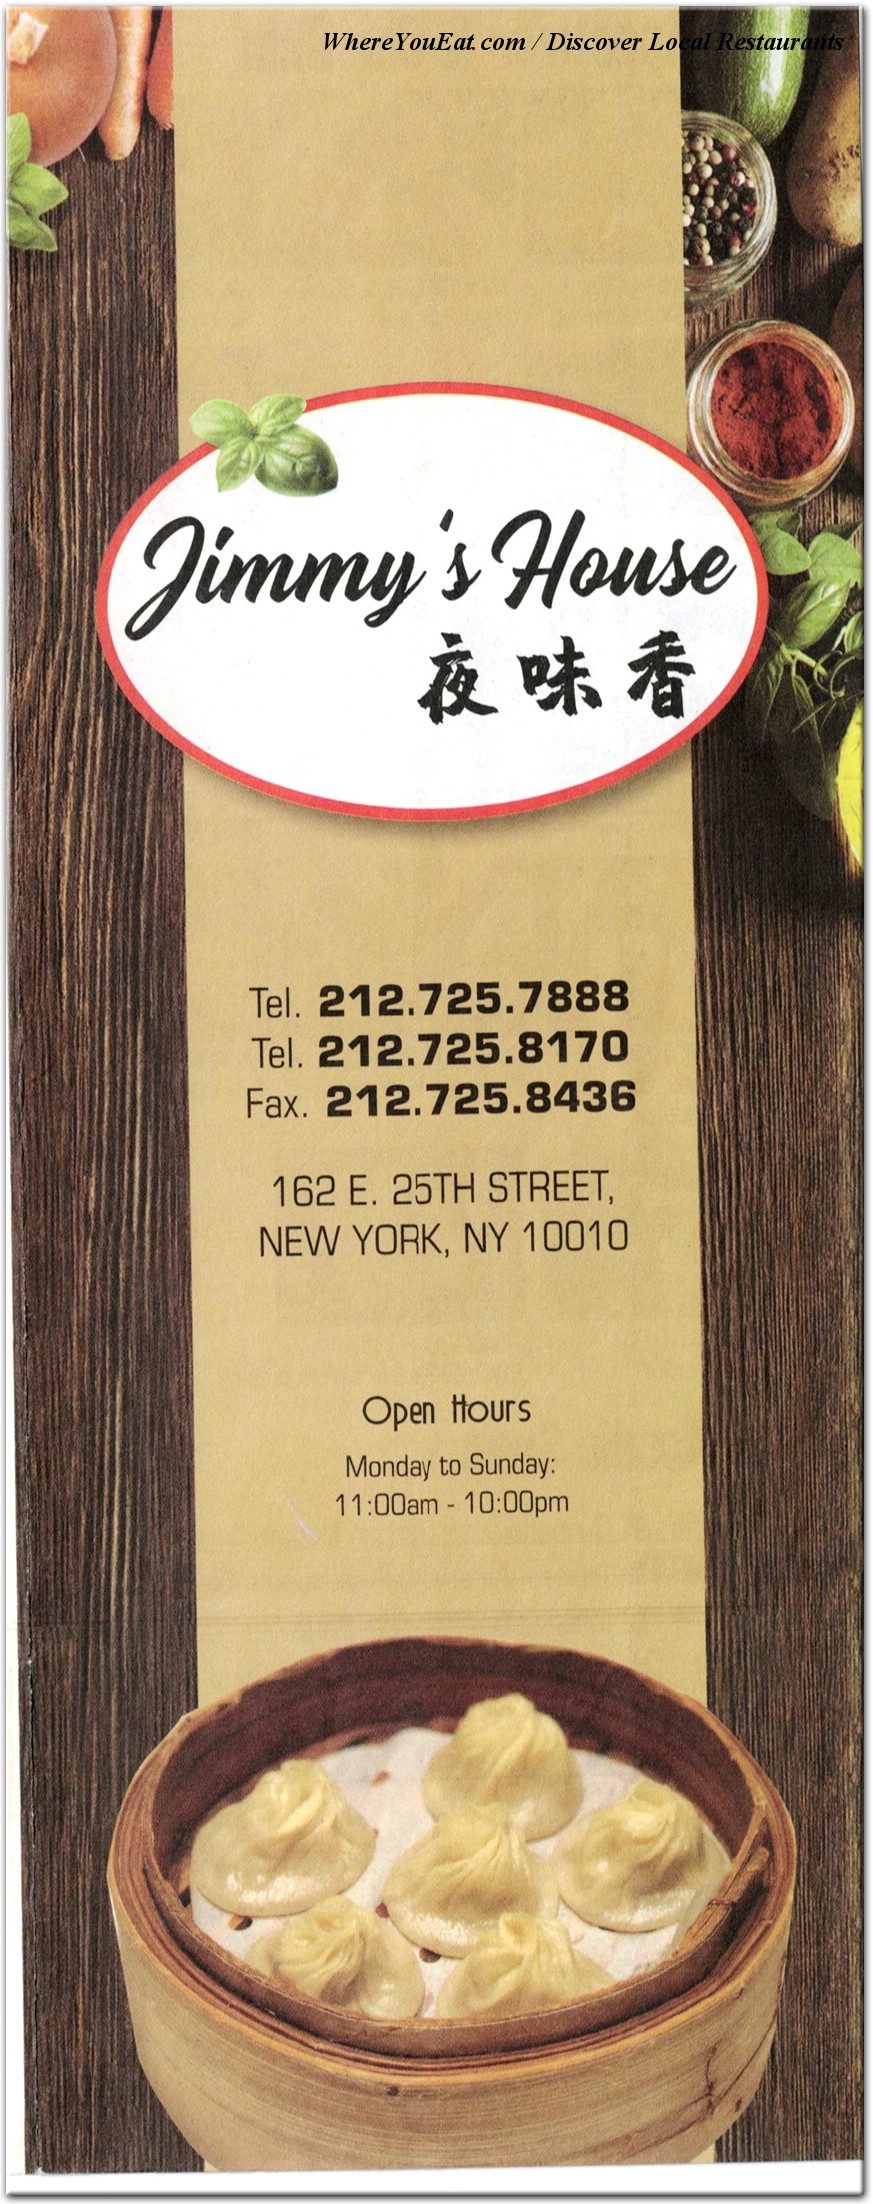 WhereYouEat.com / Discover Local Restaurants
Jimmy's House
夜味香
Tel. 212.725.7888
Tel. 212.725.8170
Fax. 212.725.8436
162 E. 25TH STREET,
NEW YORK, NY 10010
Open Hours
Monday to Sunday:
11:00am - 10:00pm